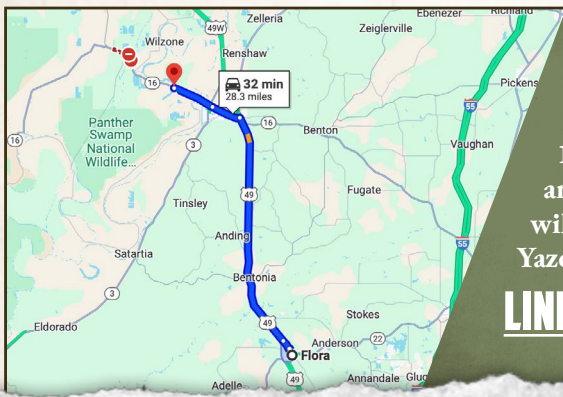 Ebenezer
Richland
Zelleria
49W
Zeiglerville
Wilzone
Renshaw
16
32 min
28.3 miles
Pickens
55
Panther
Swamp
National
Wildlife...
16
16
Benton
3
Vaughan
49
Fugate
Tinsley
Anding
55
Satartia
Bentonia
3
Stokes
49
Eldorado
22
Anderson
Flora
49
Adelle
Annandale